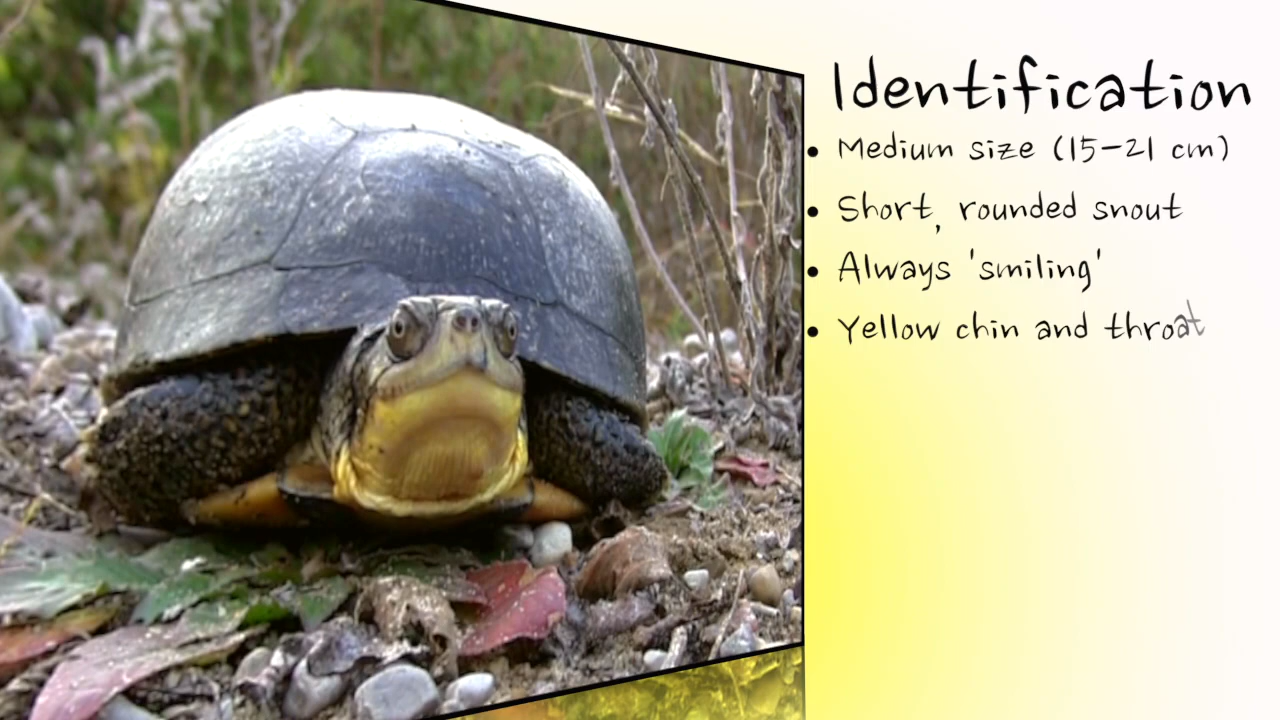 Identification
• Medium size (15-21 cm)
• Short, rounded snout
• Always 'smiling'
• Yellow chin and throat